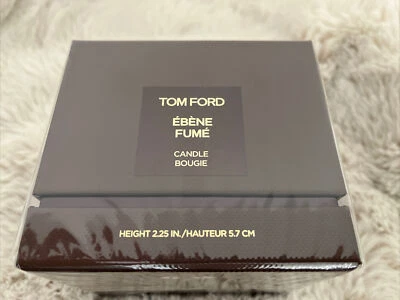 TOM FORD
ÉBÈNE
FUMÉ
CANDLE
BOUGIE
HEIGHT 2.25 IN./HAUTEUR 5.7 CM